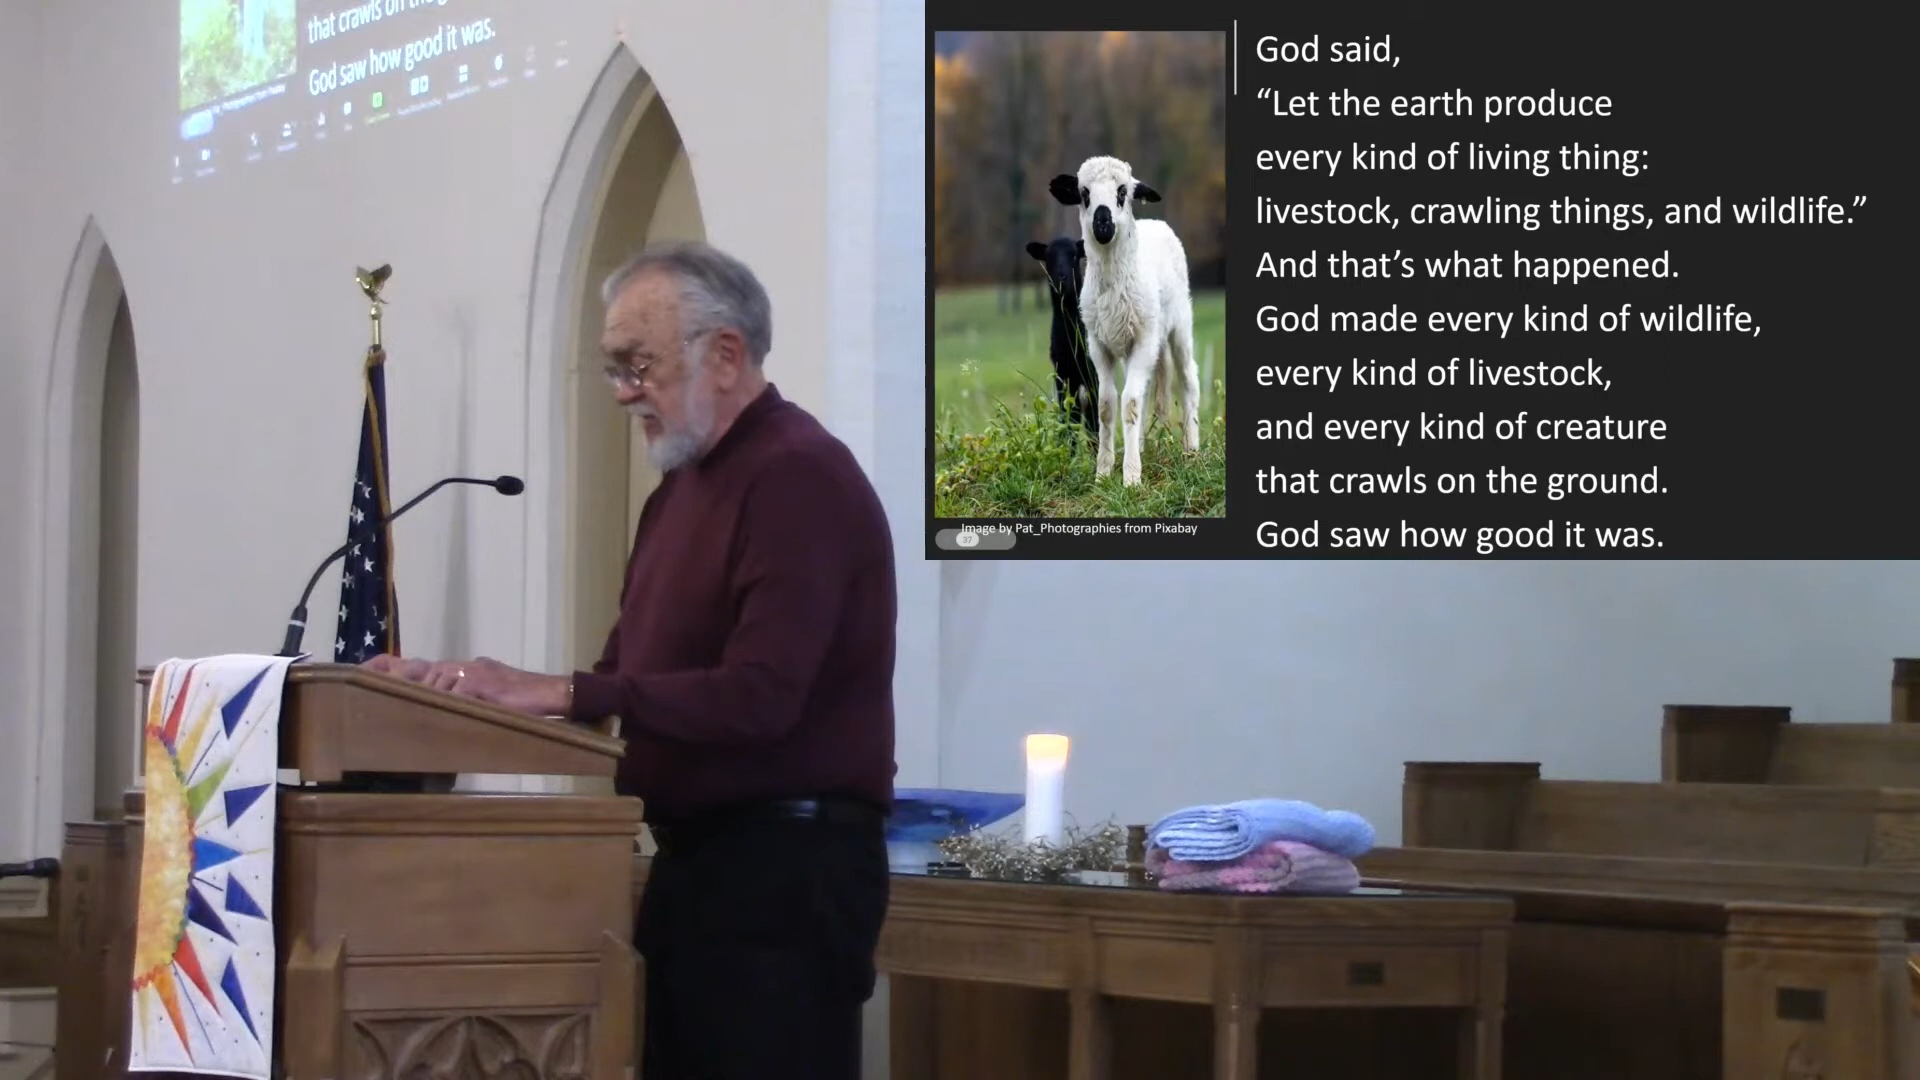 that crawls on the g
God saw how good it was.
God said,
“Let the earth produce
every kind of living thing:
livestock, crawling things, and wildlife.”
And that’s what happened.
God made every kind of wildlife,
every kind of livestock,
and every kind of creature
that crawls on the ground.
God saw how good it was.
Image by Pat_Photographies from Pixabay
37